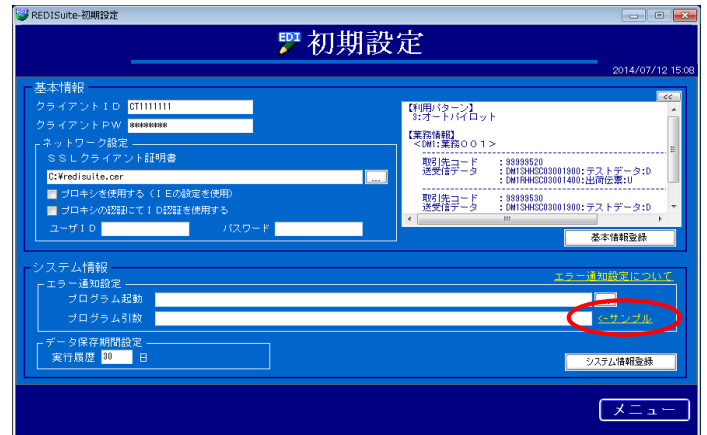 REDISuite-初期設定
EDI 初期設定
2014/07/12 15:08
基本情報
<<
クライアントＩＤ CT1111111
クライアントＰＷ ********
ネットワーク設定
ＳＳＬクライアント証明書
C:¥redisuite.cer ...
プロキシを使用する（ＩＥの設定を使用）
プロキシの認証にてＩＤ認証を使用する
ユーザＩＤ パスワード
【利用パターン】
3:オートパイロット
【業務情報】
<DM1:業務００１>
取引先コード : 99999520
送受信データ : DM1SHHSC03001900:テストデータ:D
: DM1RHHSC03001400:出荷伝票:U
取引先コード : 99999530
送受信データ : DM1SHHSC03001900:テストデータ:D
基本情報登録
システム情報
エラー通知設定について
エラー通知設定
プログラム起動 ...
プログラム引数 <-サンプル
データ保存期間設定
実行履歴 30 日
システム情報登録
メニュー